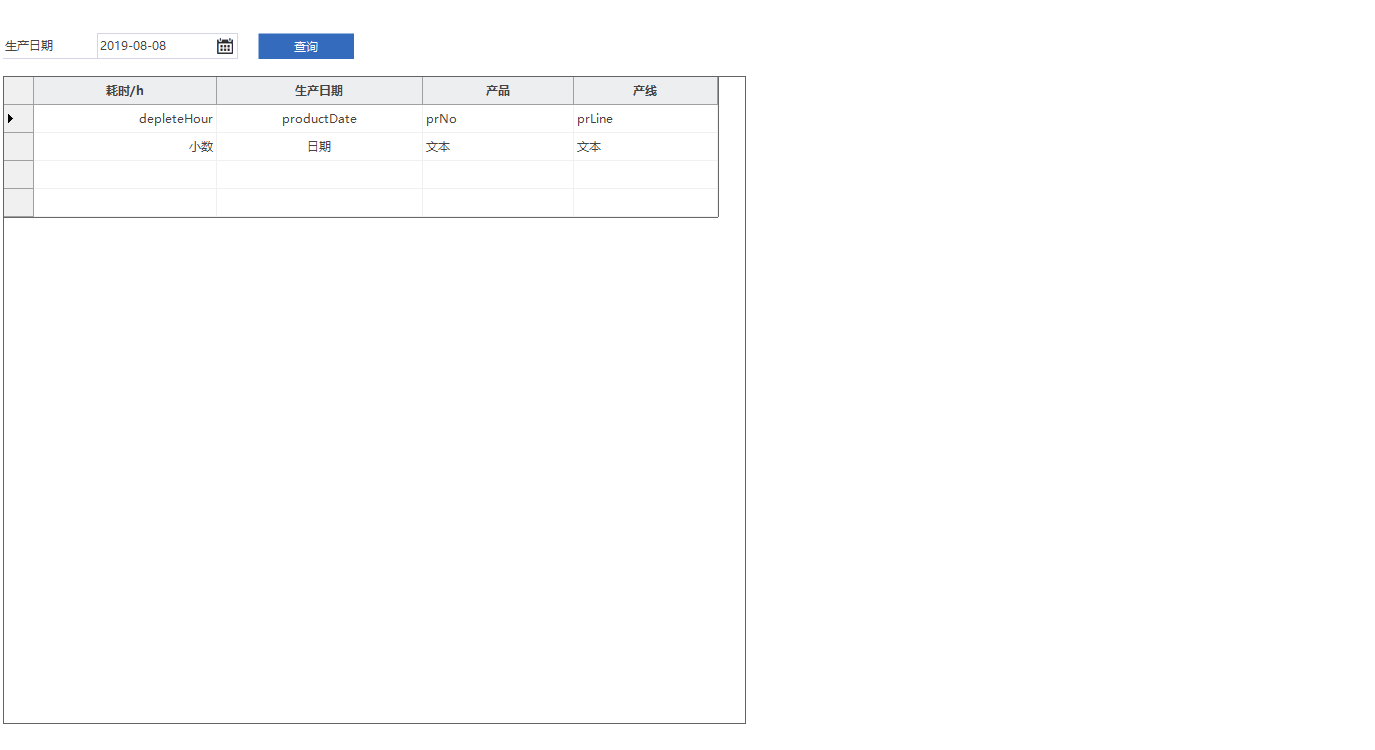 生产日期 2019-08-08 查询
耗时/h 生产日期 产品 产线
depleteHour productDate prNo prLine
小数 日期 文本 文本